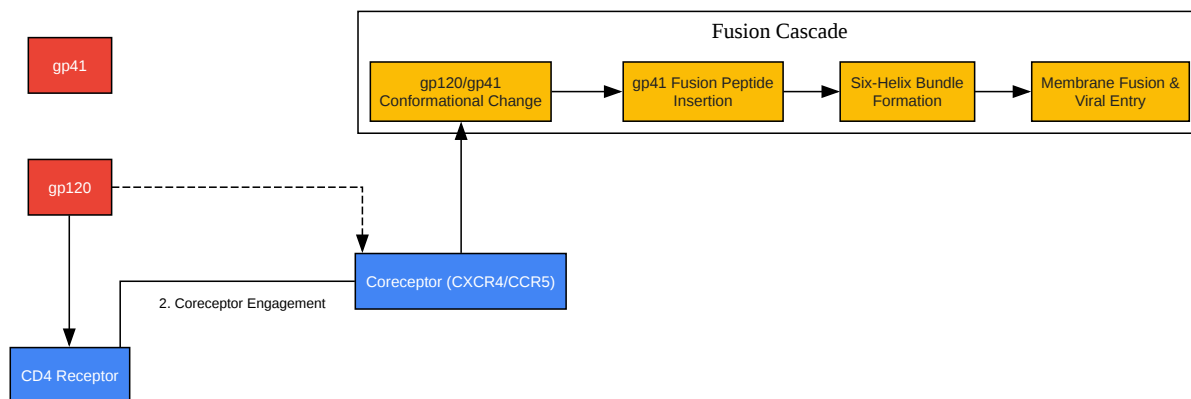 Fusion Cascade
gp41
gp120/gp41
Conformational Change
gp41 Fusion Peptide
Insertion
Six-Helix Bundle
Formation
Membrane Fusion &
Viral Entry
gp120
Coreceptor (CXCR4/CCR5)
2. Coreceptor Engagement
CD4 Receptor